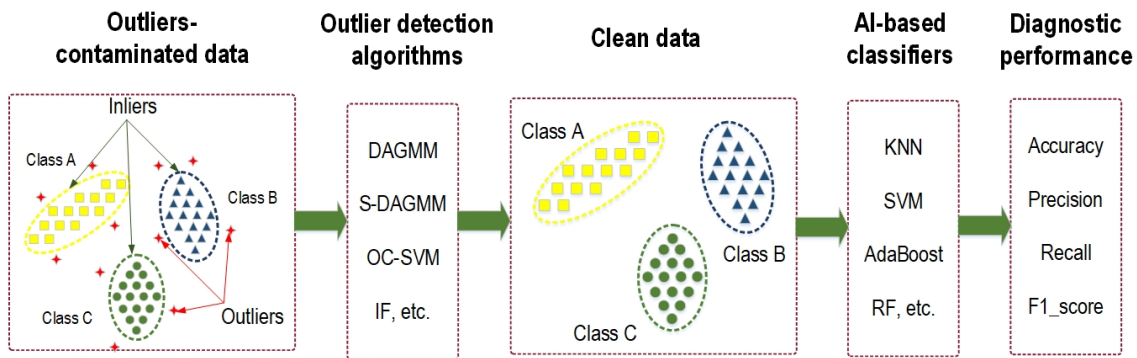 Outliers-
contaminated data
Outlier detection
algorithms
Clean data
AI-based
classifiers
Diagnostic
performance
Inliers
Class A
Class B
Class C
Outliers
DAGMM
S-DAGMM
OC-SVM
IF, etc.
Class A
Class B
Class C
KNN
SVM
AdaBoost
RF, etc.
Accuracy
Precision
Recall
F1_score